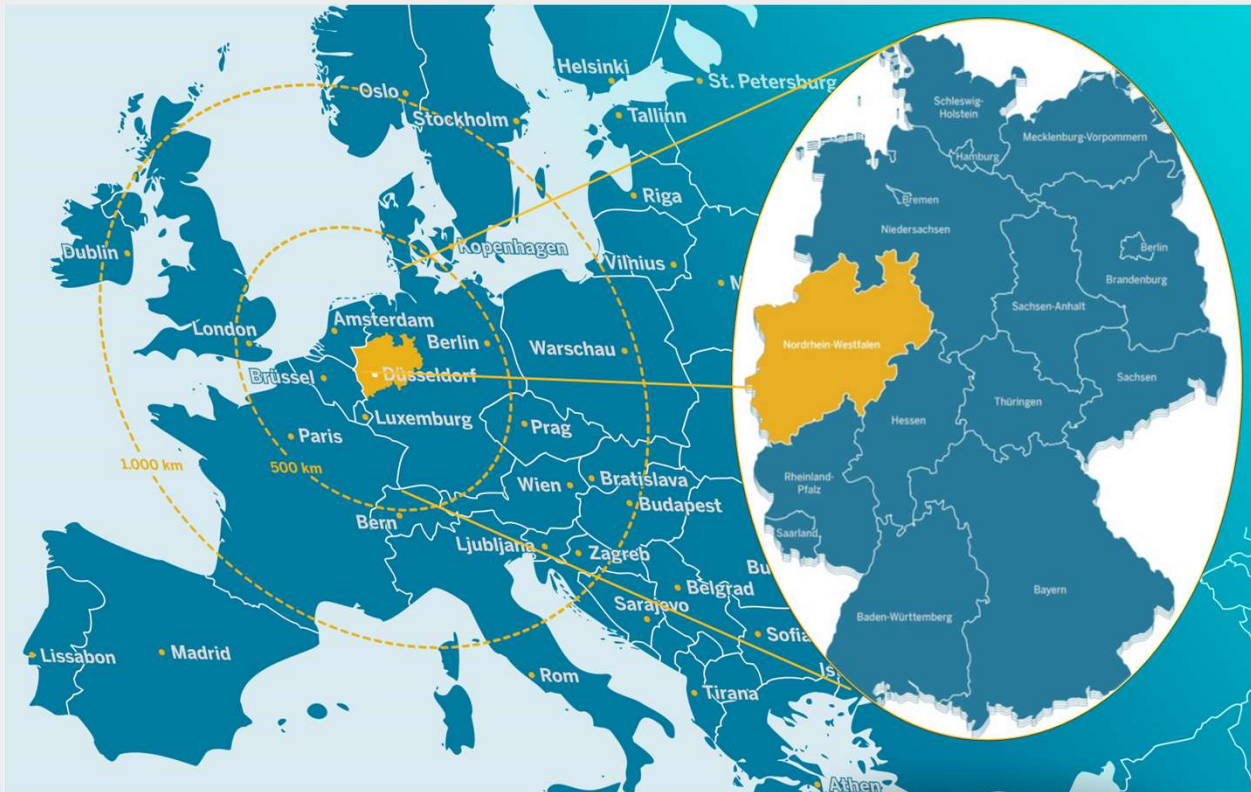 Helsinki
St. Petersburg
Oslo
Stockholm
Tallinn
Riga
Dublin
Kopenhagen
Vilnius
M
London
Amsterdam
Berlin
Warschau
Brüssel
Düsseldorf
Luxemburg
Paris
Prag
1.000 km
500 km
Wien
Bratislava
Budapest
Bern
Ljubljana
Zagreb
Bu
Belgrad
Sarajevo
Sofia
Lissabon
Madrid
Rom
Tirana
Is
Athen
Schleswig-
Holstein
Mecklenburg-Vorpommern
Hamburg
Bremen
Niedersachsen
Berlin
Brandenburg
Sachsen-Anhalt
Nordrhein-Westfalen
Sachsen
Thüringen
Hessen
Rheinland-
Pfalz
Saarland
Bayern
Baden-Württemberg